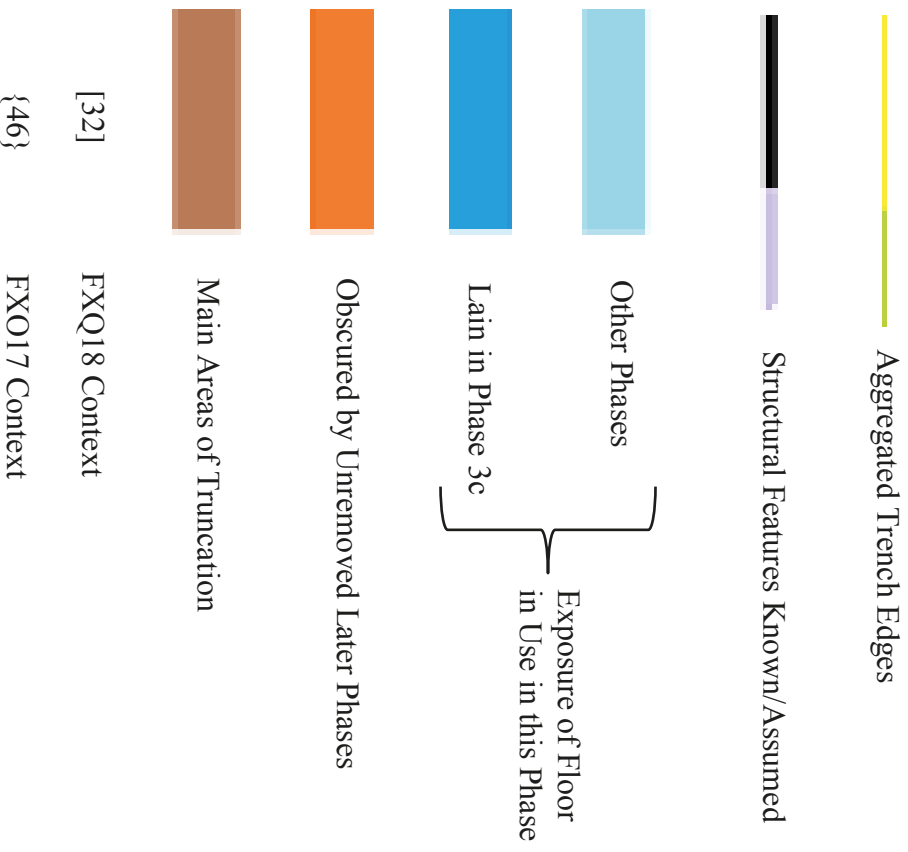 Aggregated Trench Edges
Structural Features Known/Assumed
Other Phases
Lain in Phase 3c
Exposure of Floor
in Use in this Phase
Obscured by Unremoved Later Phases
Main Areas of Truncation
[32] FXQ18 Context
{46} FXO17 Context